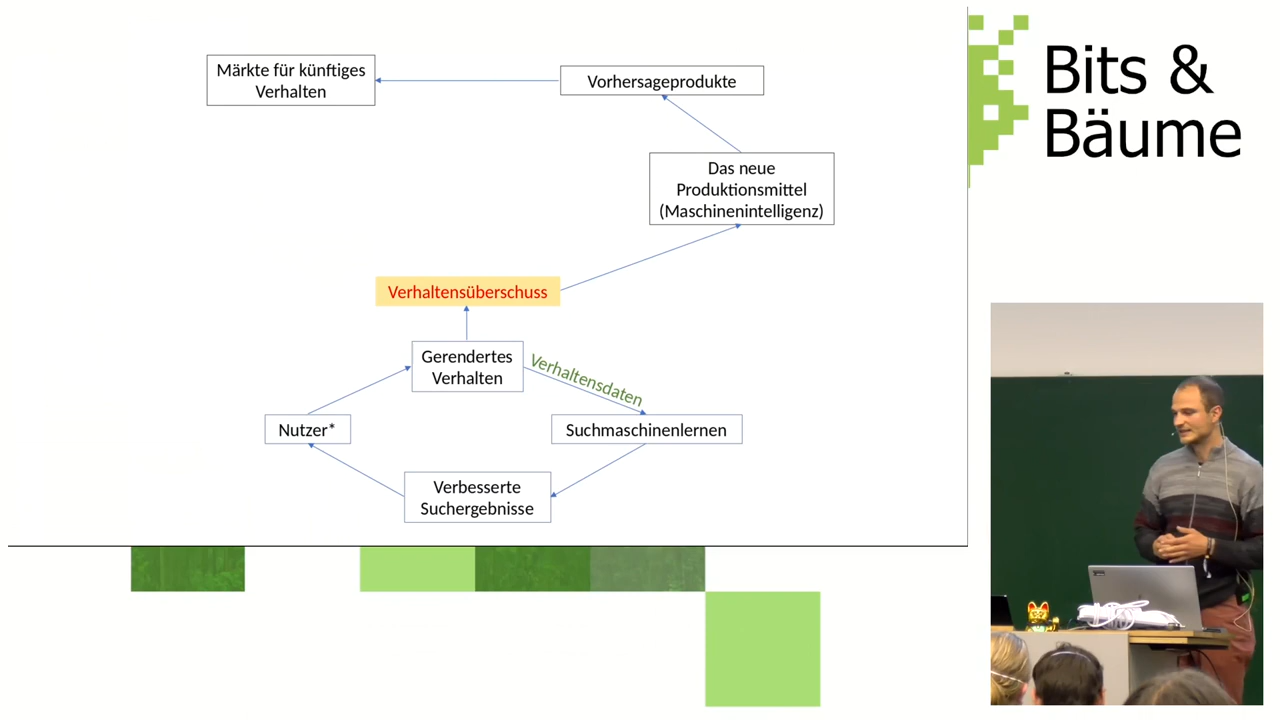 Märkte für künftiges
Verhalten
Vorhersageprodukte
Das neue
Produktionsmittel
(Maschinenintelligenz)
Verhaltensüberschuss
Gerendertes
Verhalten
Verhaltensdaten
Nutzer*
Suchmaschinenlernen
Verbesserte
Suchergebnisse
Bits &
Bäume